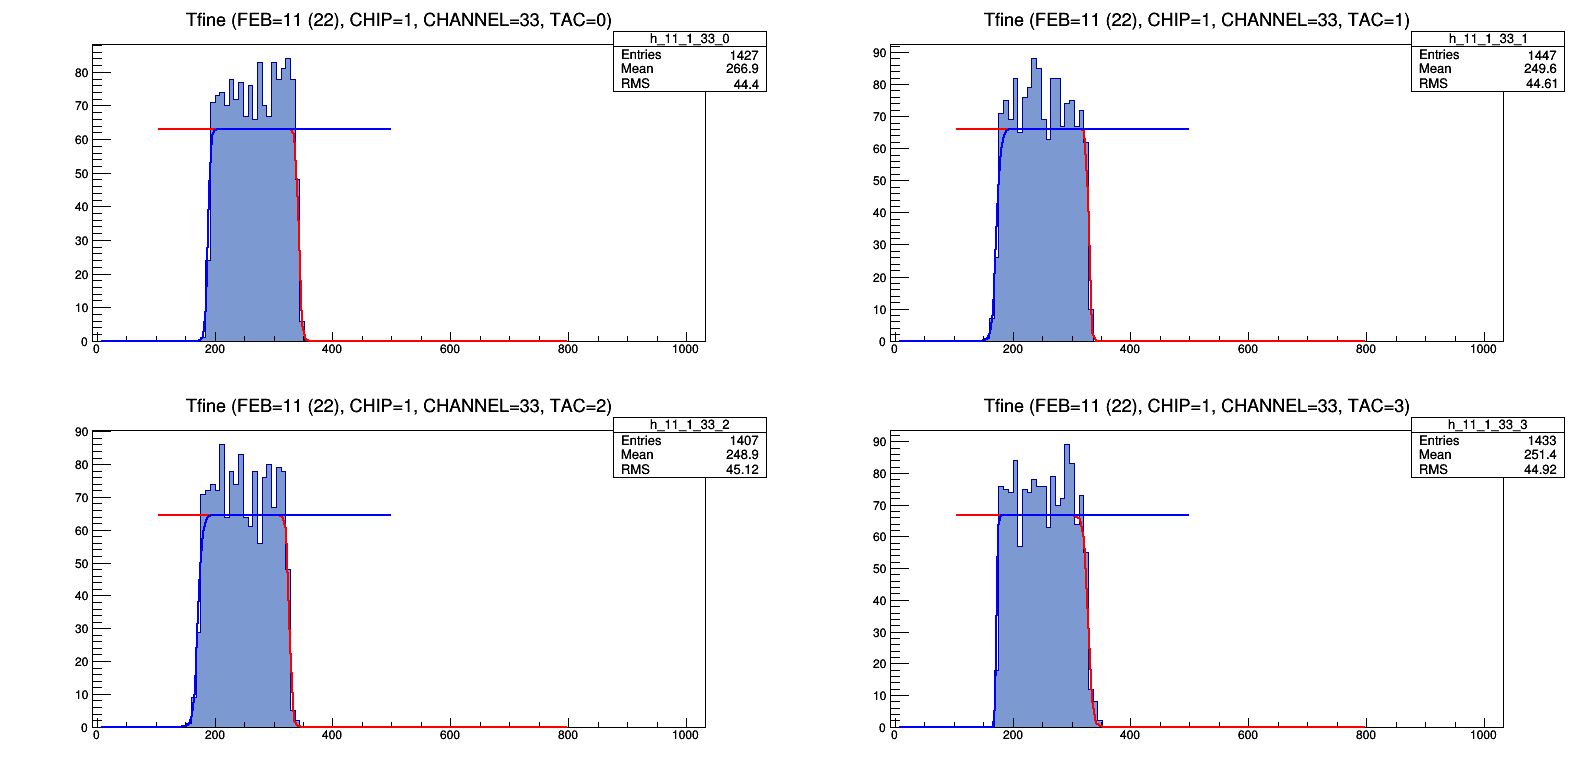 Tfine (FEB=11 (22), CHIP=1, CHANNEL=33, TAC=0)
h_11_1_33_0
Entries 1427
Mean 266.9
RMS 44.4
80
70
60
50
40
30
20
10
0
0 200 400 600 800 1000
Tfine (FEB=11 (22), CHIP=1, CHANNEL=33, TAC=1)
h_11_1_33_1
Entries 1447
Mean 249.6
RMS 44.61
90
80
70
60
50
40
30
20
10
0
0 200 400 600 800 1000
Tfine (FEB=11 (22), CHIP=1, CHANNEL=33, TAC=2)
h_11_1_33_2
Entries 1407
Mean 248.9
RMS 45.12
90
80
70
60
50
40
30
20
10
0
0 200 400 600 800 1000
Tfine (FEB=11 (22), CHIP=1, CHANNEL=33, TAC=3)
h_11_1_33_3
Entries 1433
Mean 251.4
RMS 44.92
90
80
70
60
50
40
30
20
10
0
0 200 400 600 800 1000